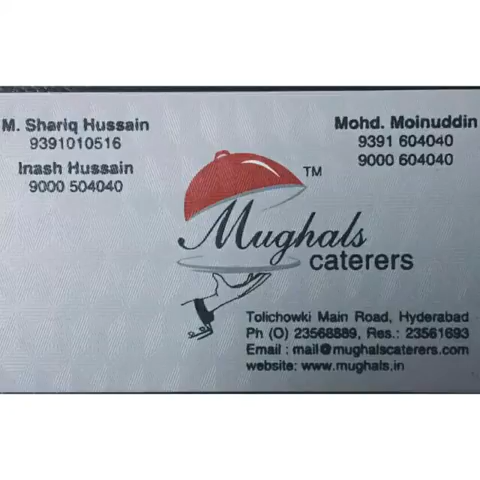 M. Shariq Hussain
9391010516
Inash Hussain
9000 504040
Mohd. Moinuddin
9391 604040
9000 604040
TM
Mughals
caterers
Tolichowki Main Road, Hyderabad
Ph (O) 23568889, Res.: 23561693
Email : mail@mughalscaterers.com
website: www.mughals.in